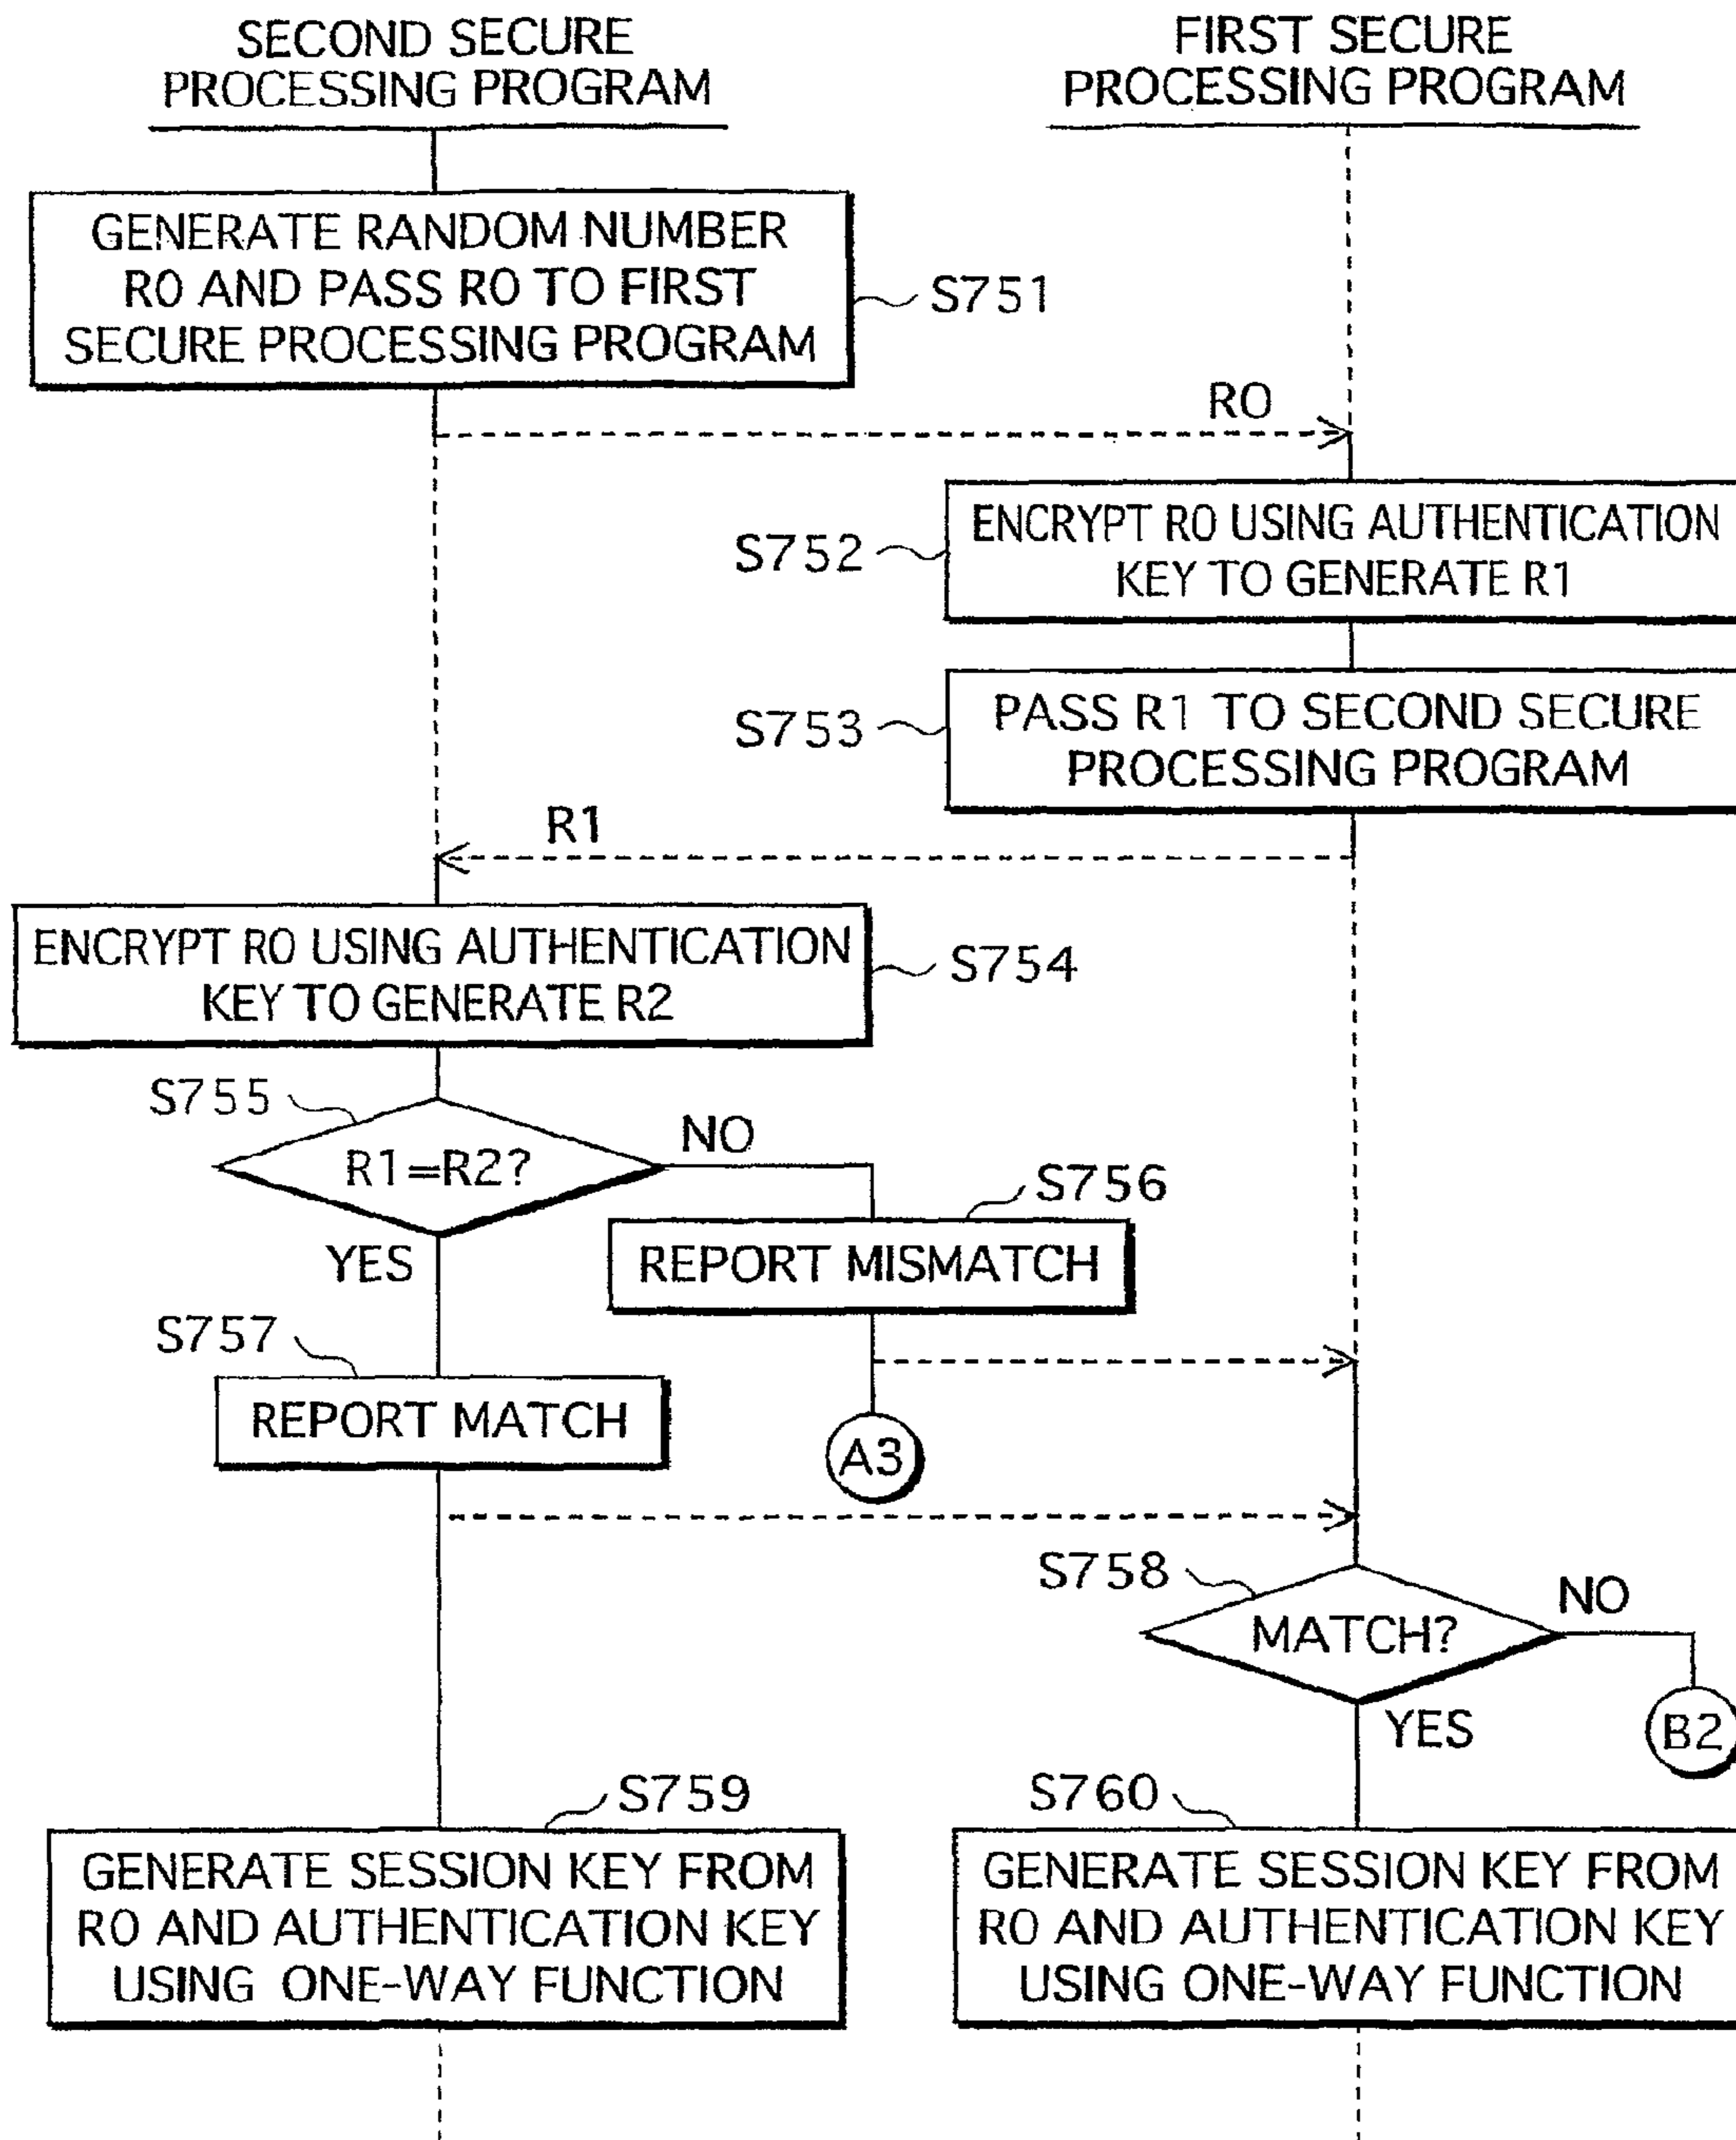 SECOND SECURE
PROCESSING PROGRAM
FIRST SECURE
PROCESSING PROGRAM
GENERATE RANDOM NUMBER
R0 AND PASS R0 TO FIRST
SECURE PROCESSING PROGRAM
S751
R0
S752
ENCRYPT R0 USING AUTHENTICATION
KEY TO GENERATE R1
S753
PASS R1 TO SECOND SECURE
PROCESSING PROGRAM
R1
ENCRYPT R0 USING AUTHENTICATION
KEY TO GENERATE R2
S754
S755
R1=R2?
NO
YES
S756
REPORT MISMATCH
S757
REPORT MATCH
A3
S758
MATCH?
NO
YES
B2
S759
GENERATE SESSION KEY FROM
R0 AND AUTHENTICATION KEY
USING ONE-WAY FUNCTION
S760
GENERATE SESSION KEY FROM
R0 AND AUTHENTICATION KEY
USING ONE-WAY FUNCTION